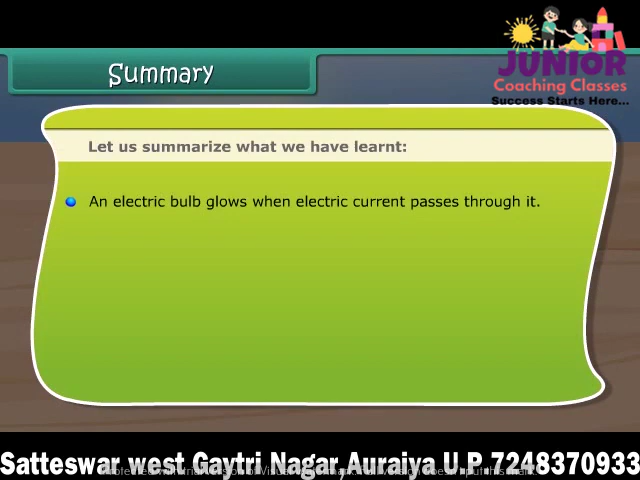 Summary
JUNIOR
Coaching Classes
Success Starts Here...
Let us summarize what we have learnt:
An electric bulb glows when electric current passes through it.
Satteswar west Gaytri Nagar,Auraiya U.P.7248370933